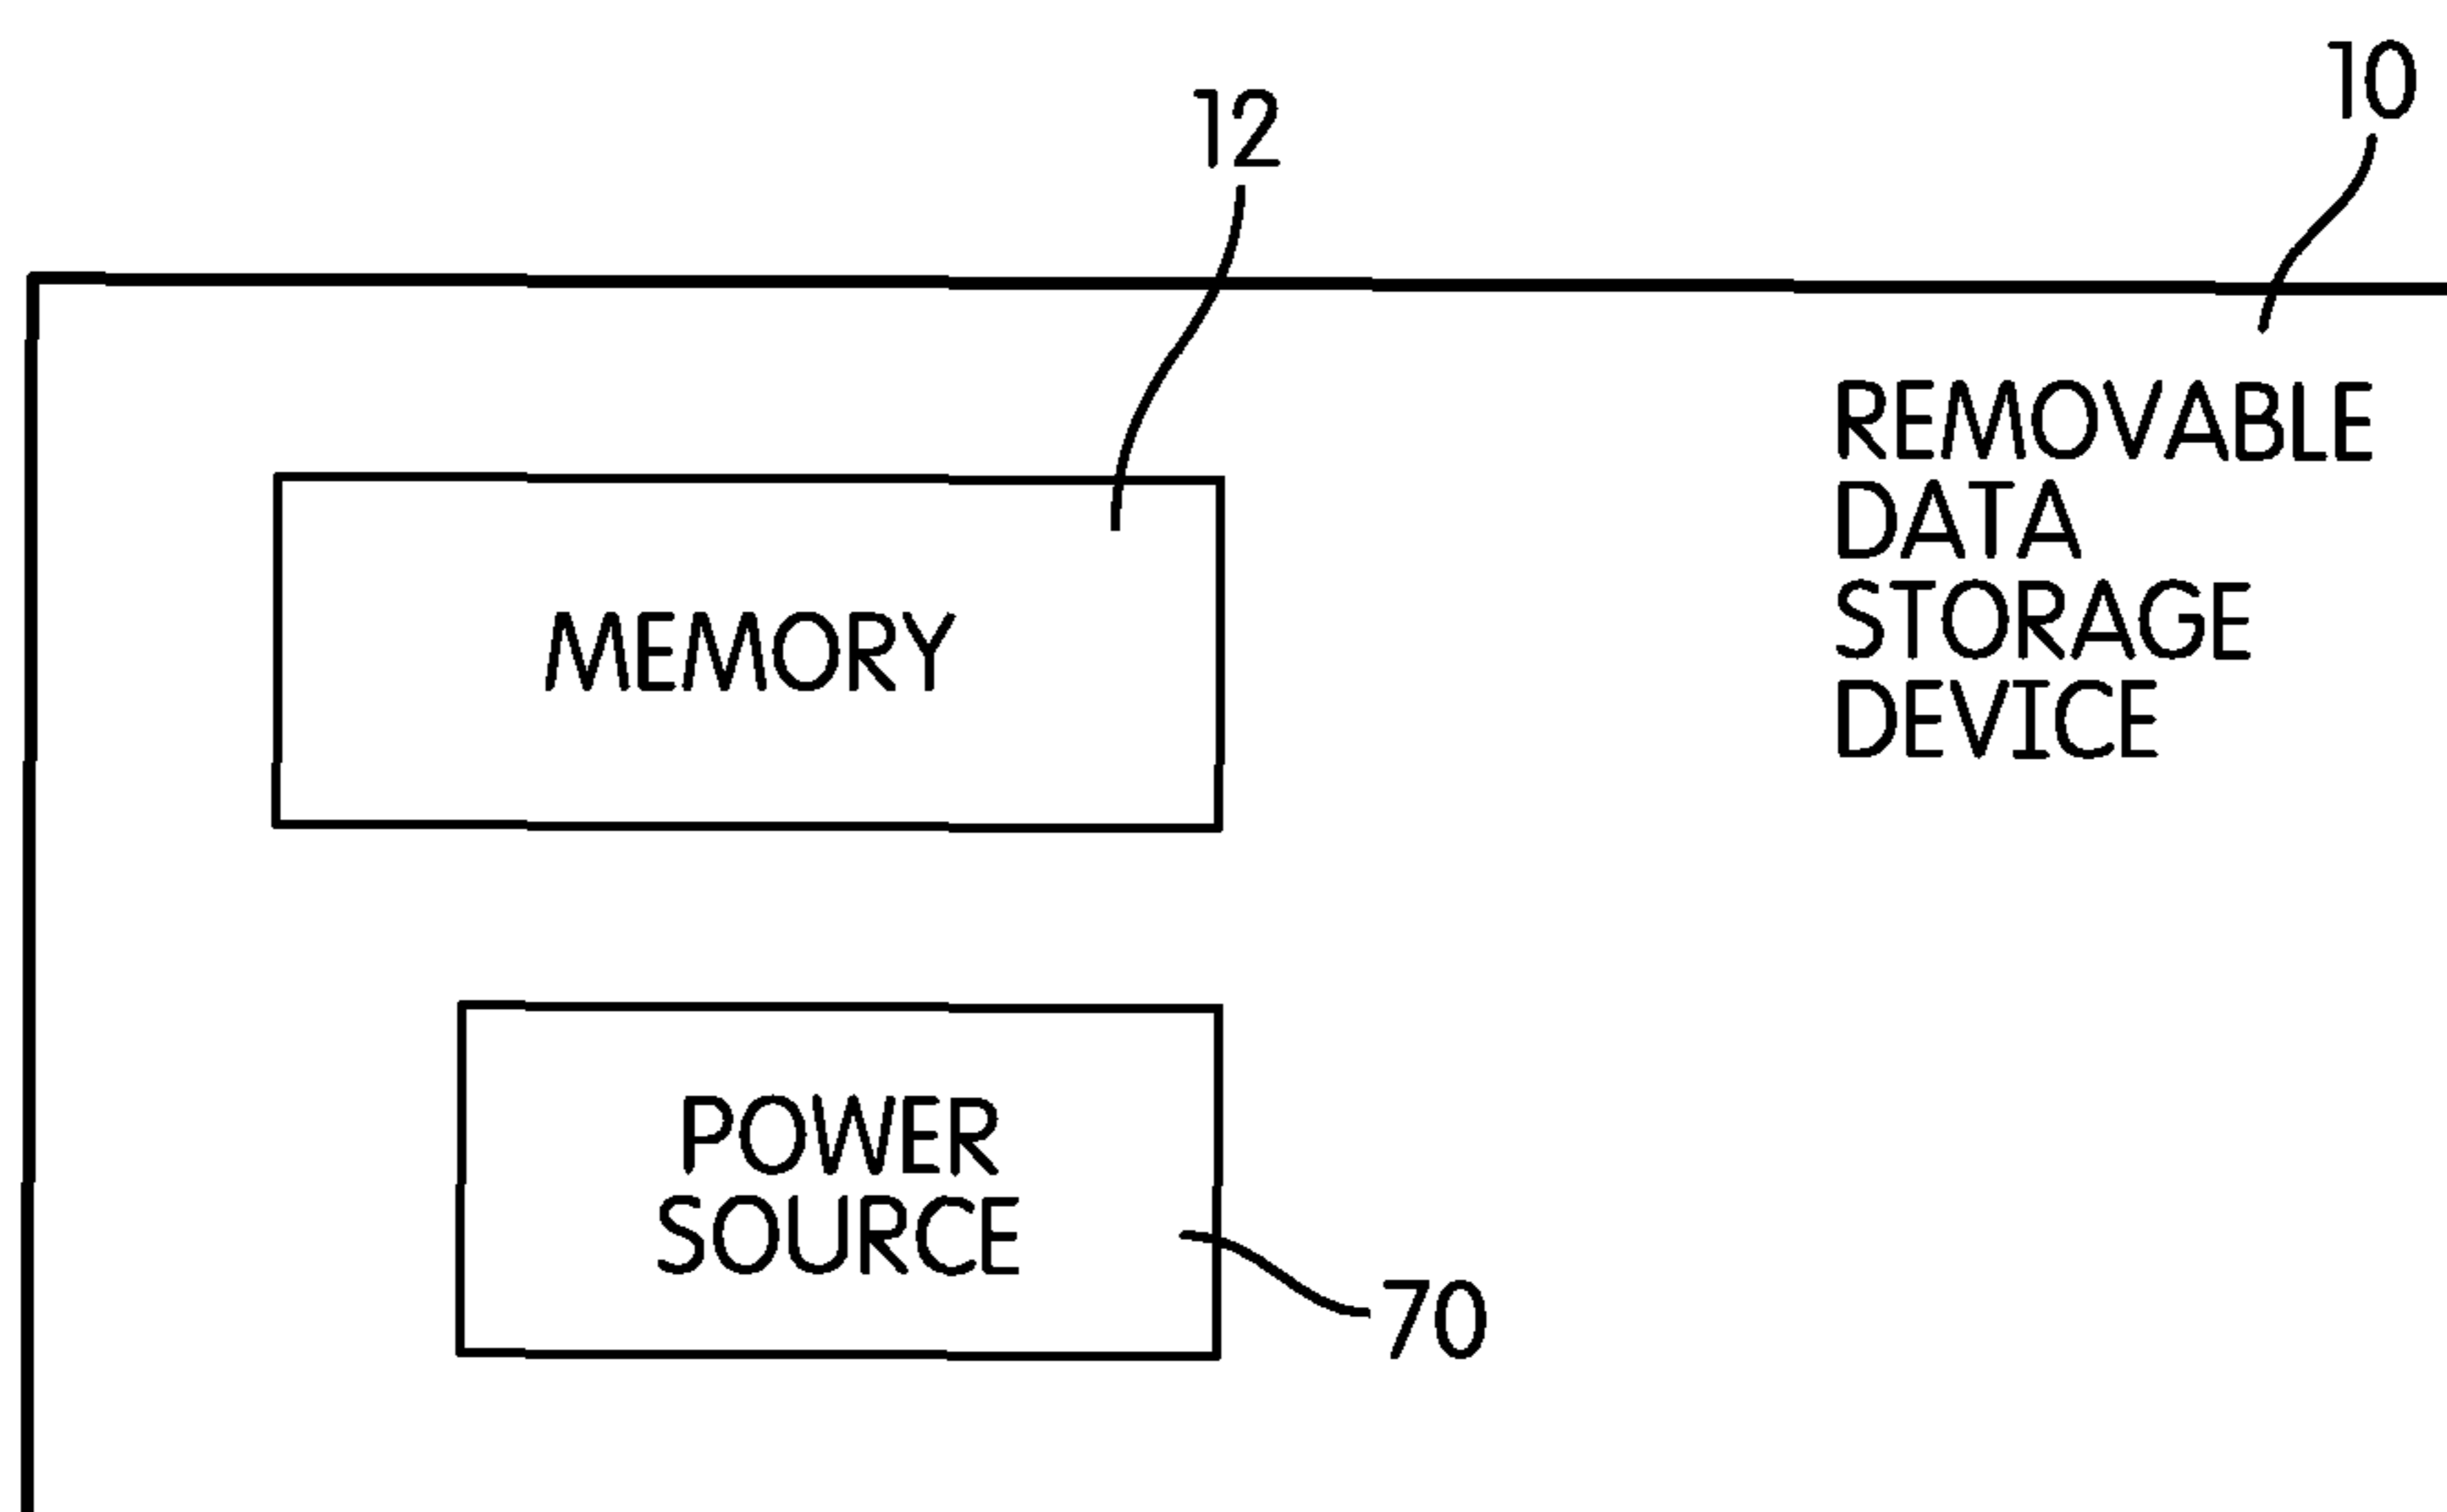 10
12
REMOVABLE
DATA
STORAGE
DEVICE
MEMORY
POWER
SOURCE
70